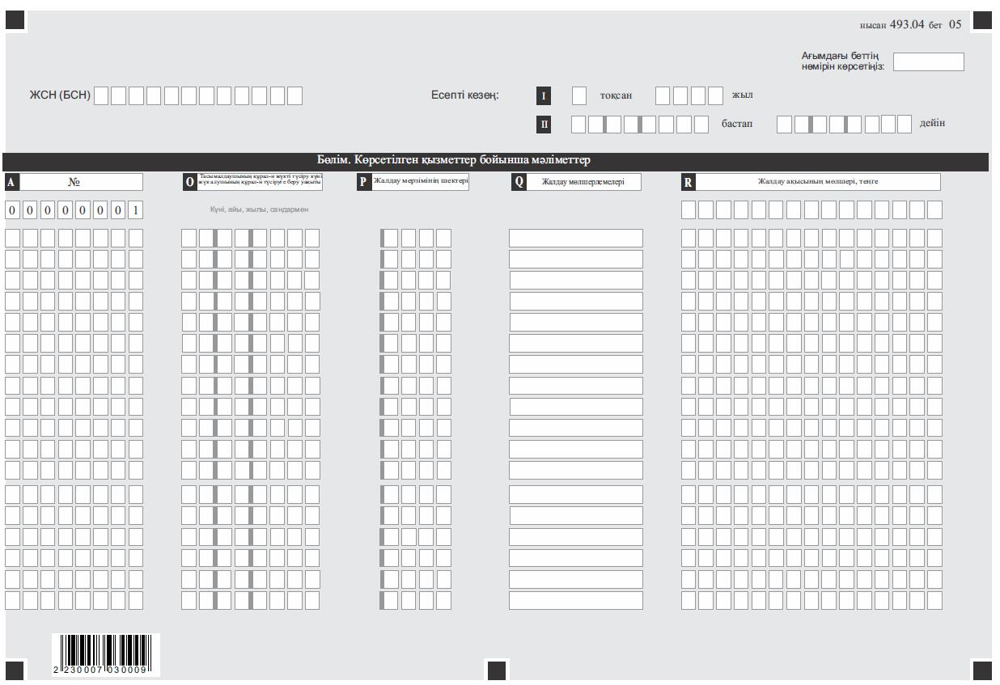 нысан 493.04 бет 05
Ағымдағы беттің
нөмірін көрсетіңіз:
ЖСН (БСН) Есепті кезең: I тоқсан жыл
II бастап дейін
Бөлім. Көрсетілген қызметтер бойынша мәліметтер
A № O Тасымалдаушының құрал-н жүкті түсіру күні P Жалдау мерзімінің шектері Q Жалдау мөлшерлемелері R Жалдау ақысының мөлшері, теңге
жүк алушының құрал-н түсіруге беру уақыты
0 0 0 0 0 0 0 1 Күні, айы, жылы, сандармен
2 230007 030009